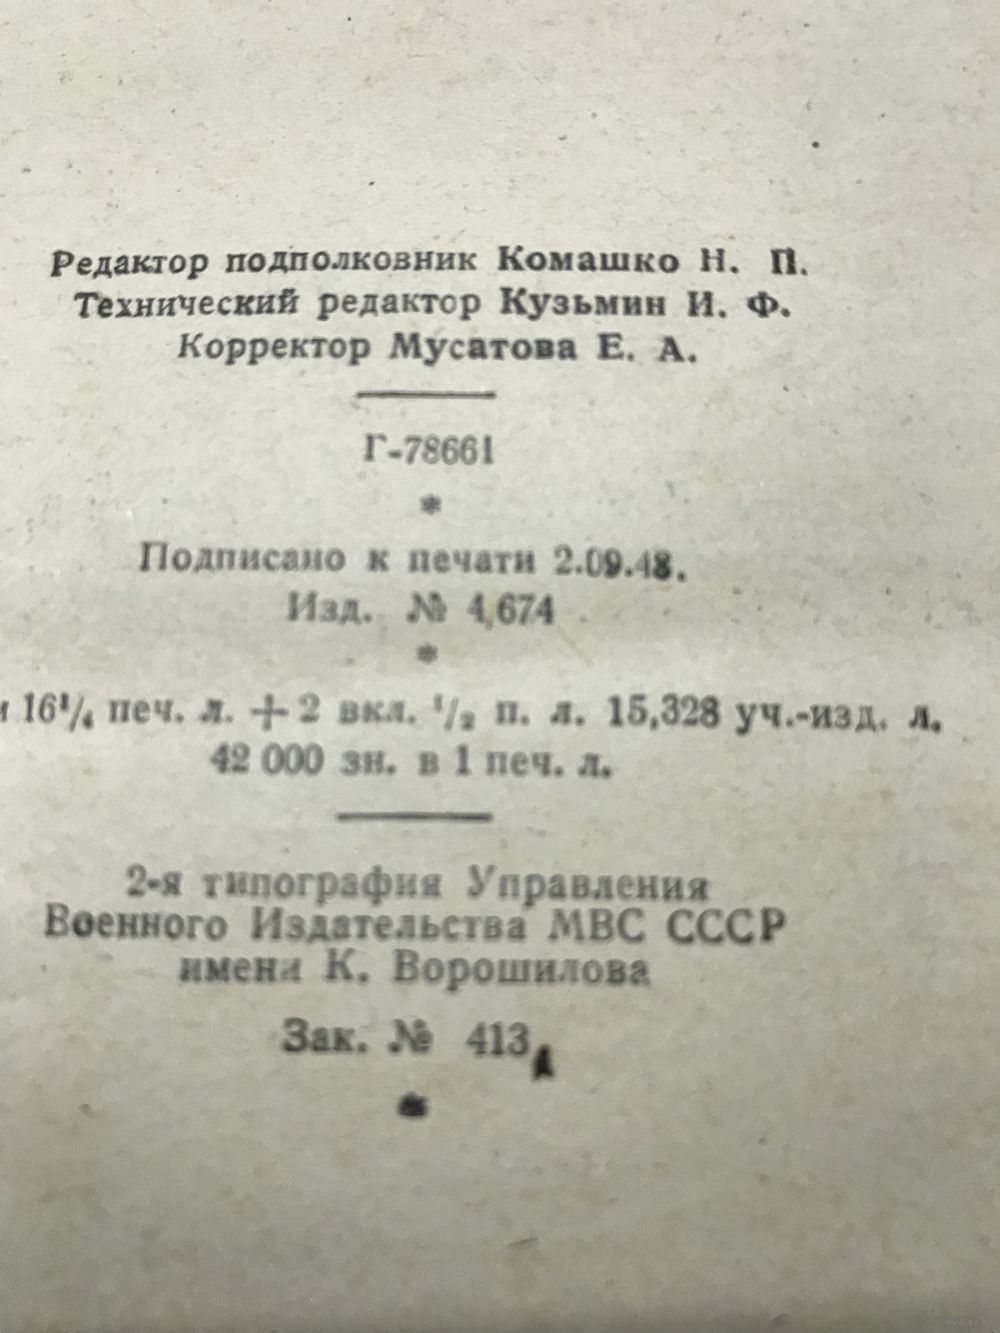 Редактор подполковник Комашко Н. П.
Технический редактор Кузьмин И. Ф.
Корректор Мусатова Е. А.
Г-78661
*
Подписано к печати 2.09.48.
Изд. № 4,674
*
16¹/₄ печ. л. + 2 вкл. ¹/₂ п. л. 15,328 уч.-изд. л.
42 000 зн. в 1 печ. л.
2-я типография Управления
Военного Издательства МВС СССР
имени К. Ворошилова
Зак. № 413
*